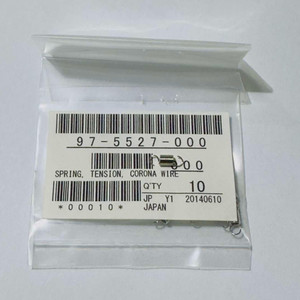 97-5527-000
000
SPRING, TENSION, CORONA WIRE
Q'TY 10
JP Y1 20140610
*00010* JAPAN